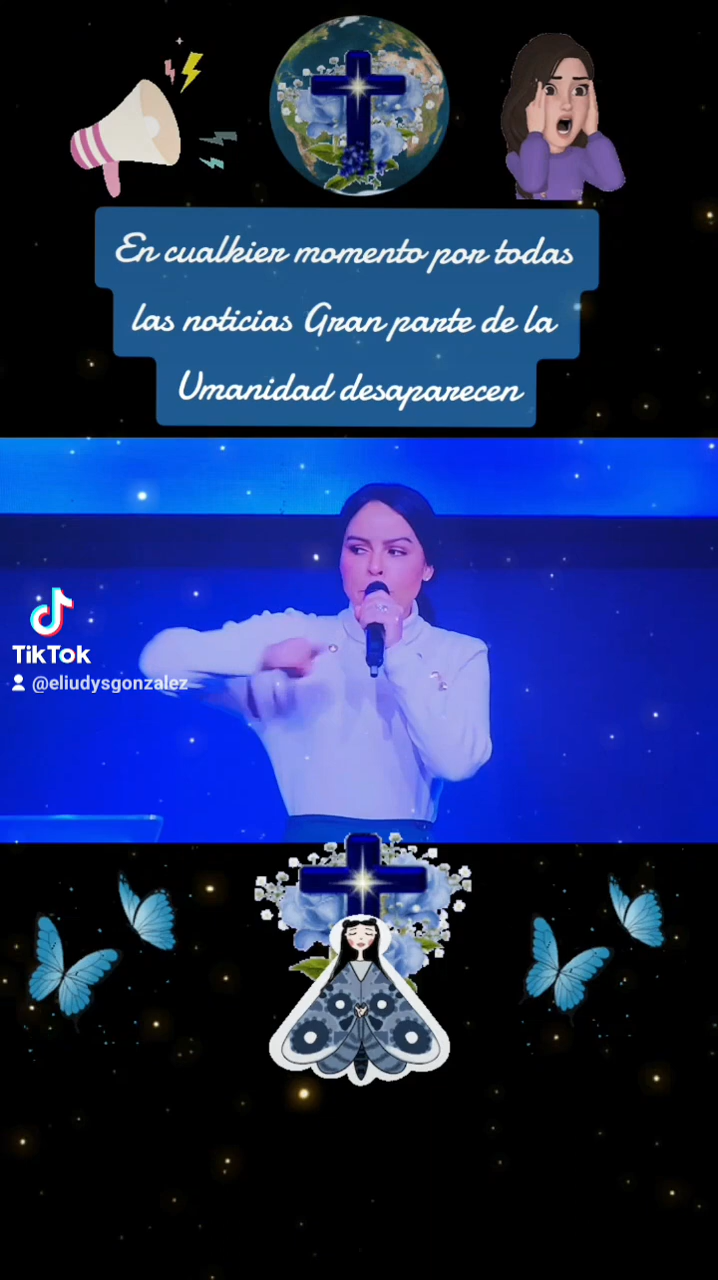 En cualkier momento por todas
las noticias Gran parte de la
Umanidad desaparecen
TikTok
@eliudysgonzalez